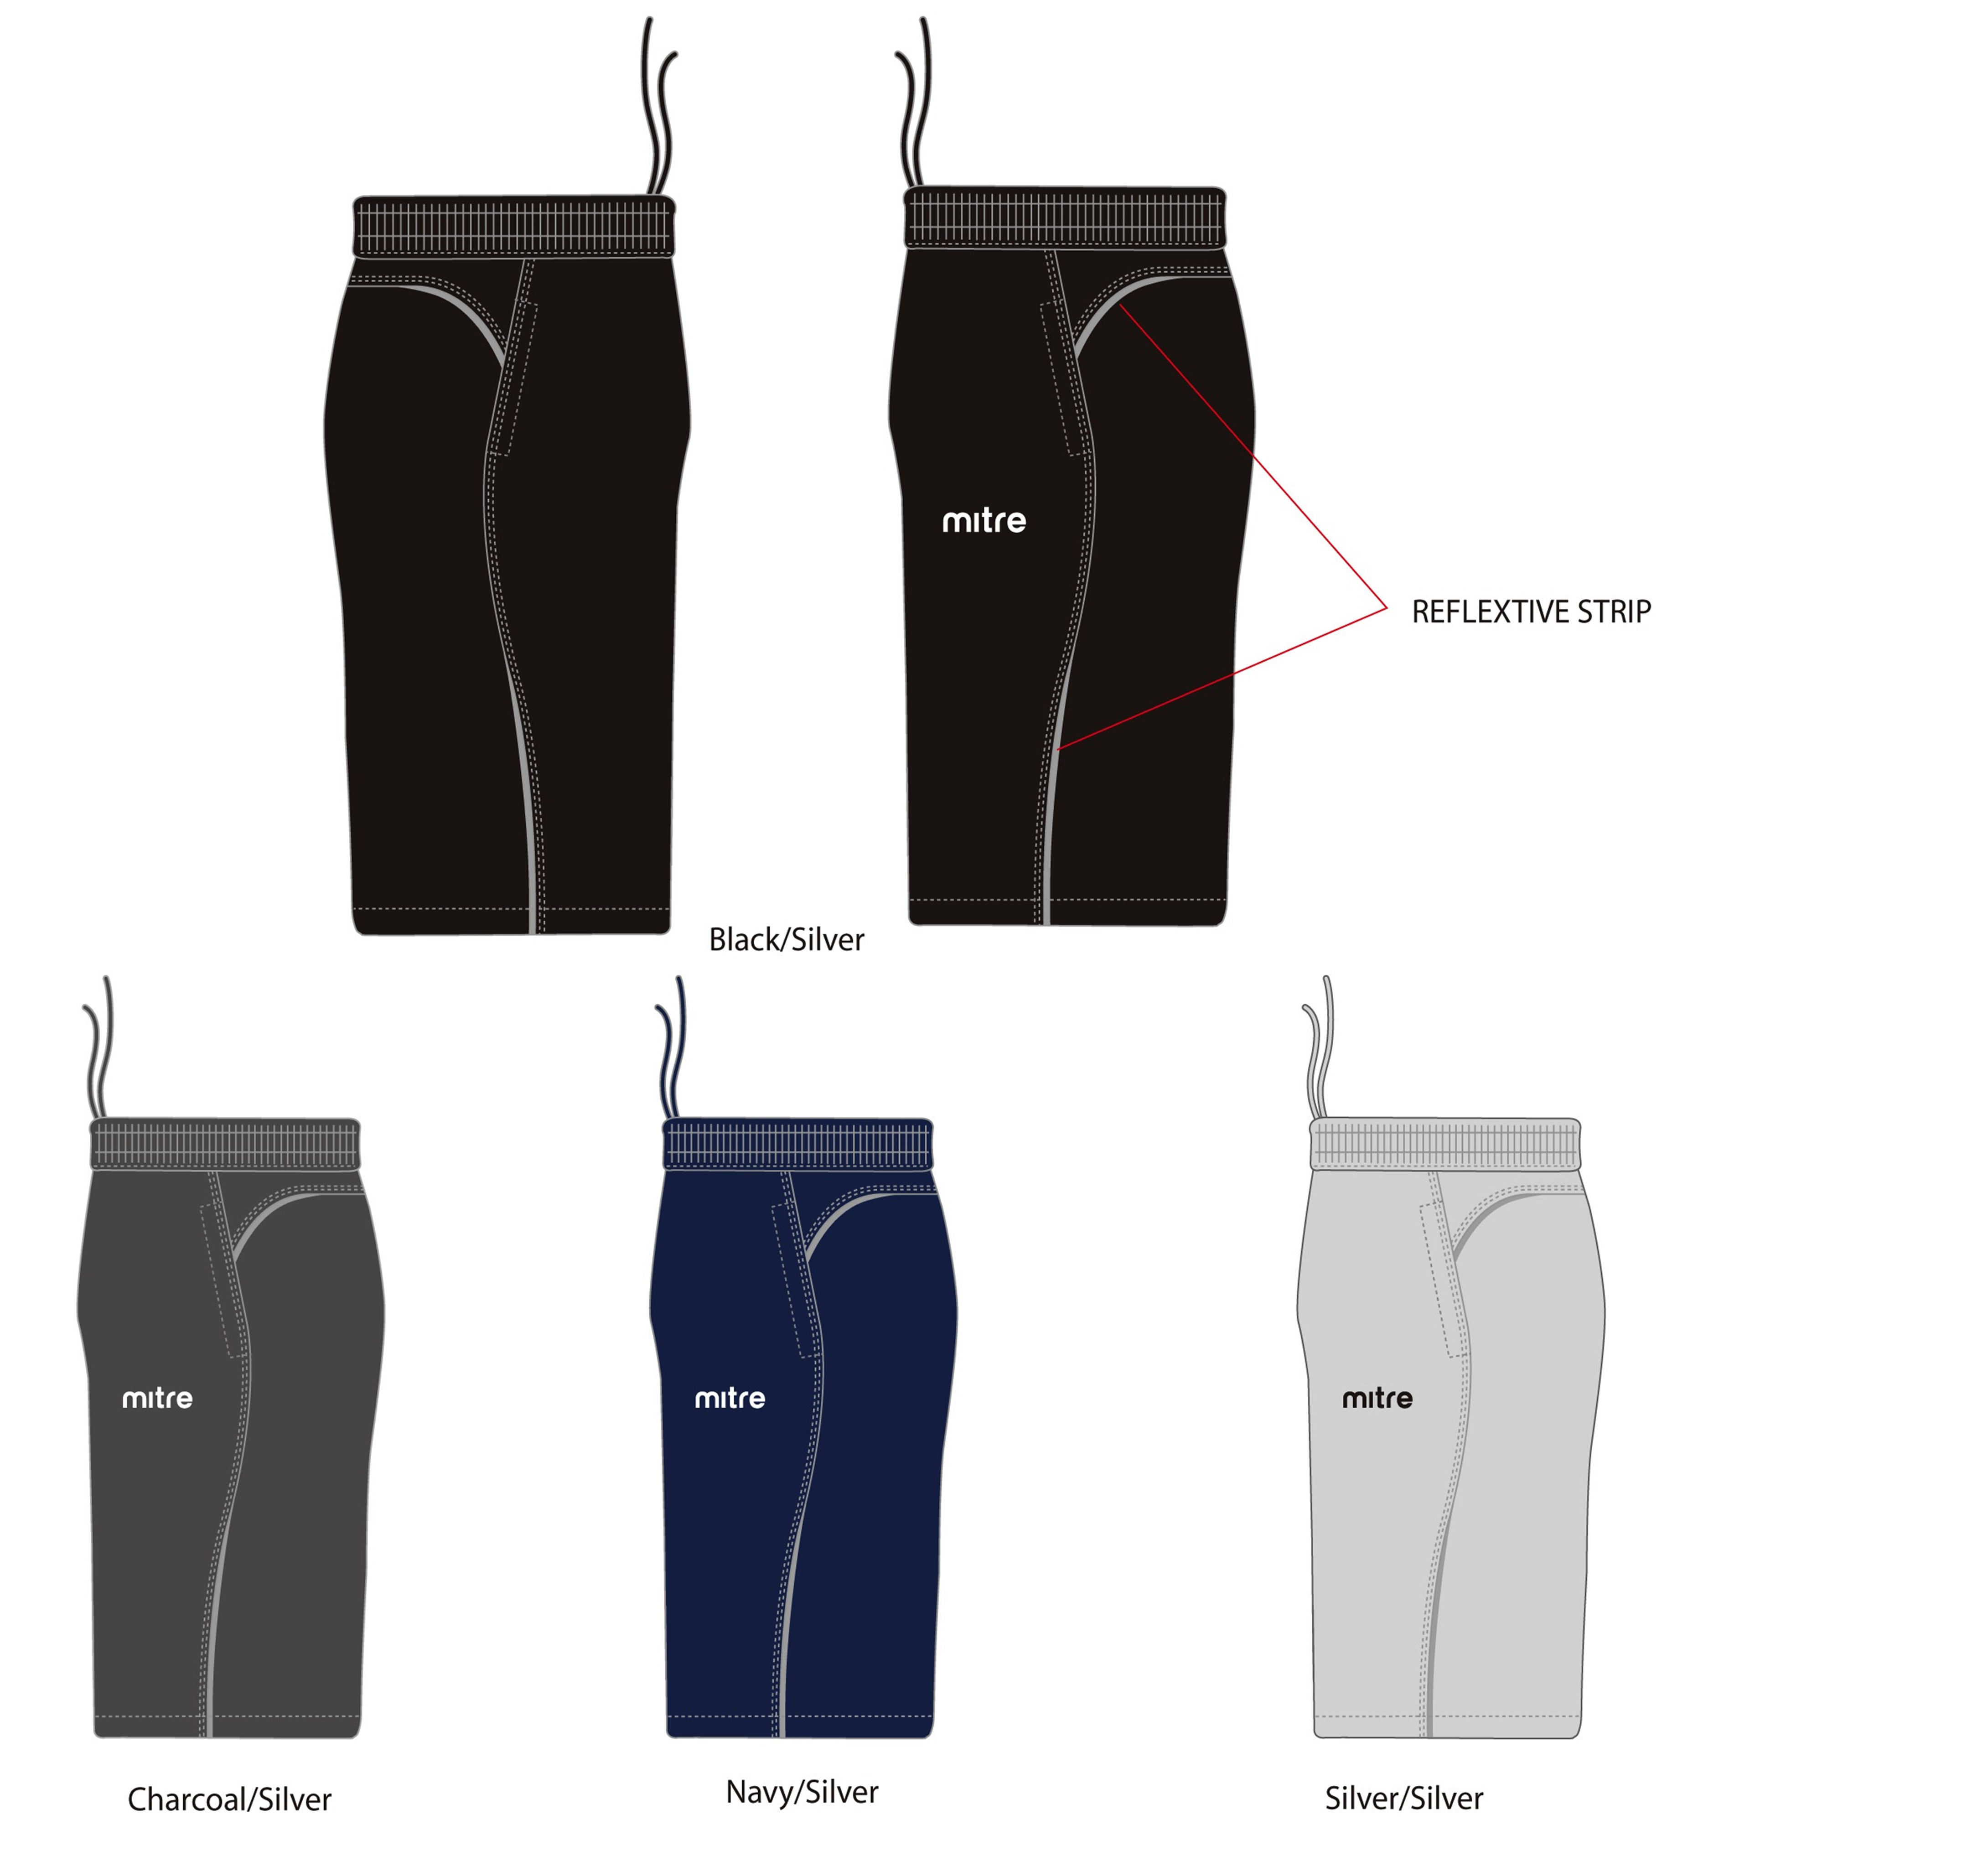 mitre
REFLEXTIVE STRIP
Black/Silver
mitre
mitre
mitre
Charcoal/Silver
Navy/Silver
Silver/Silver